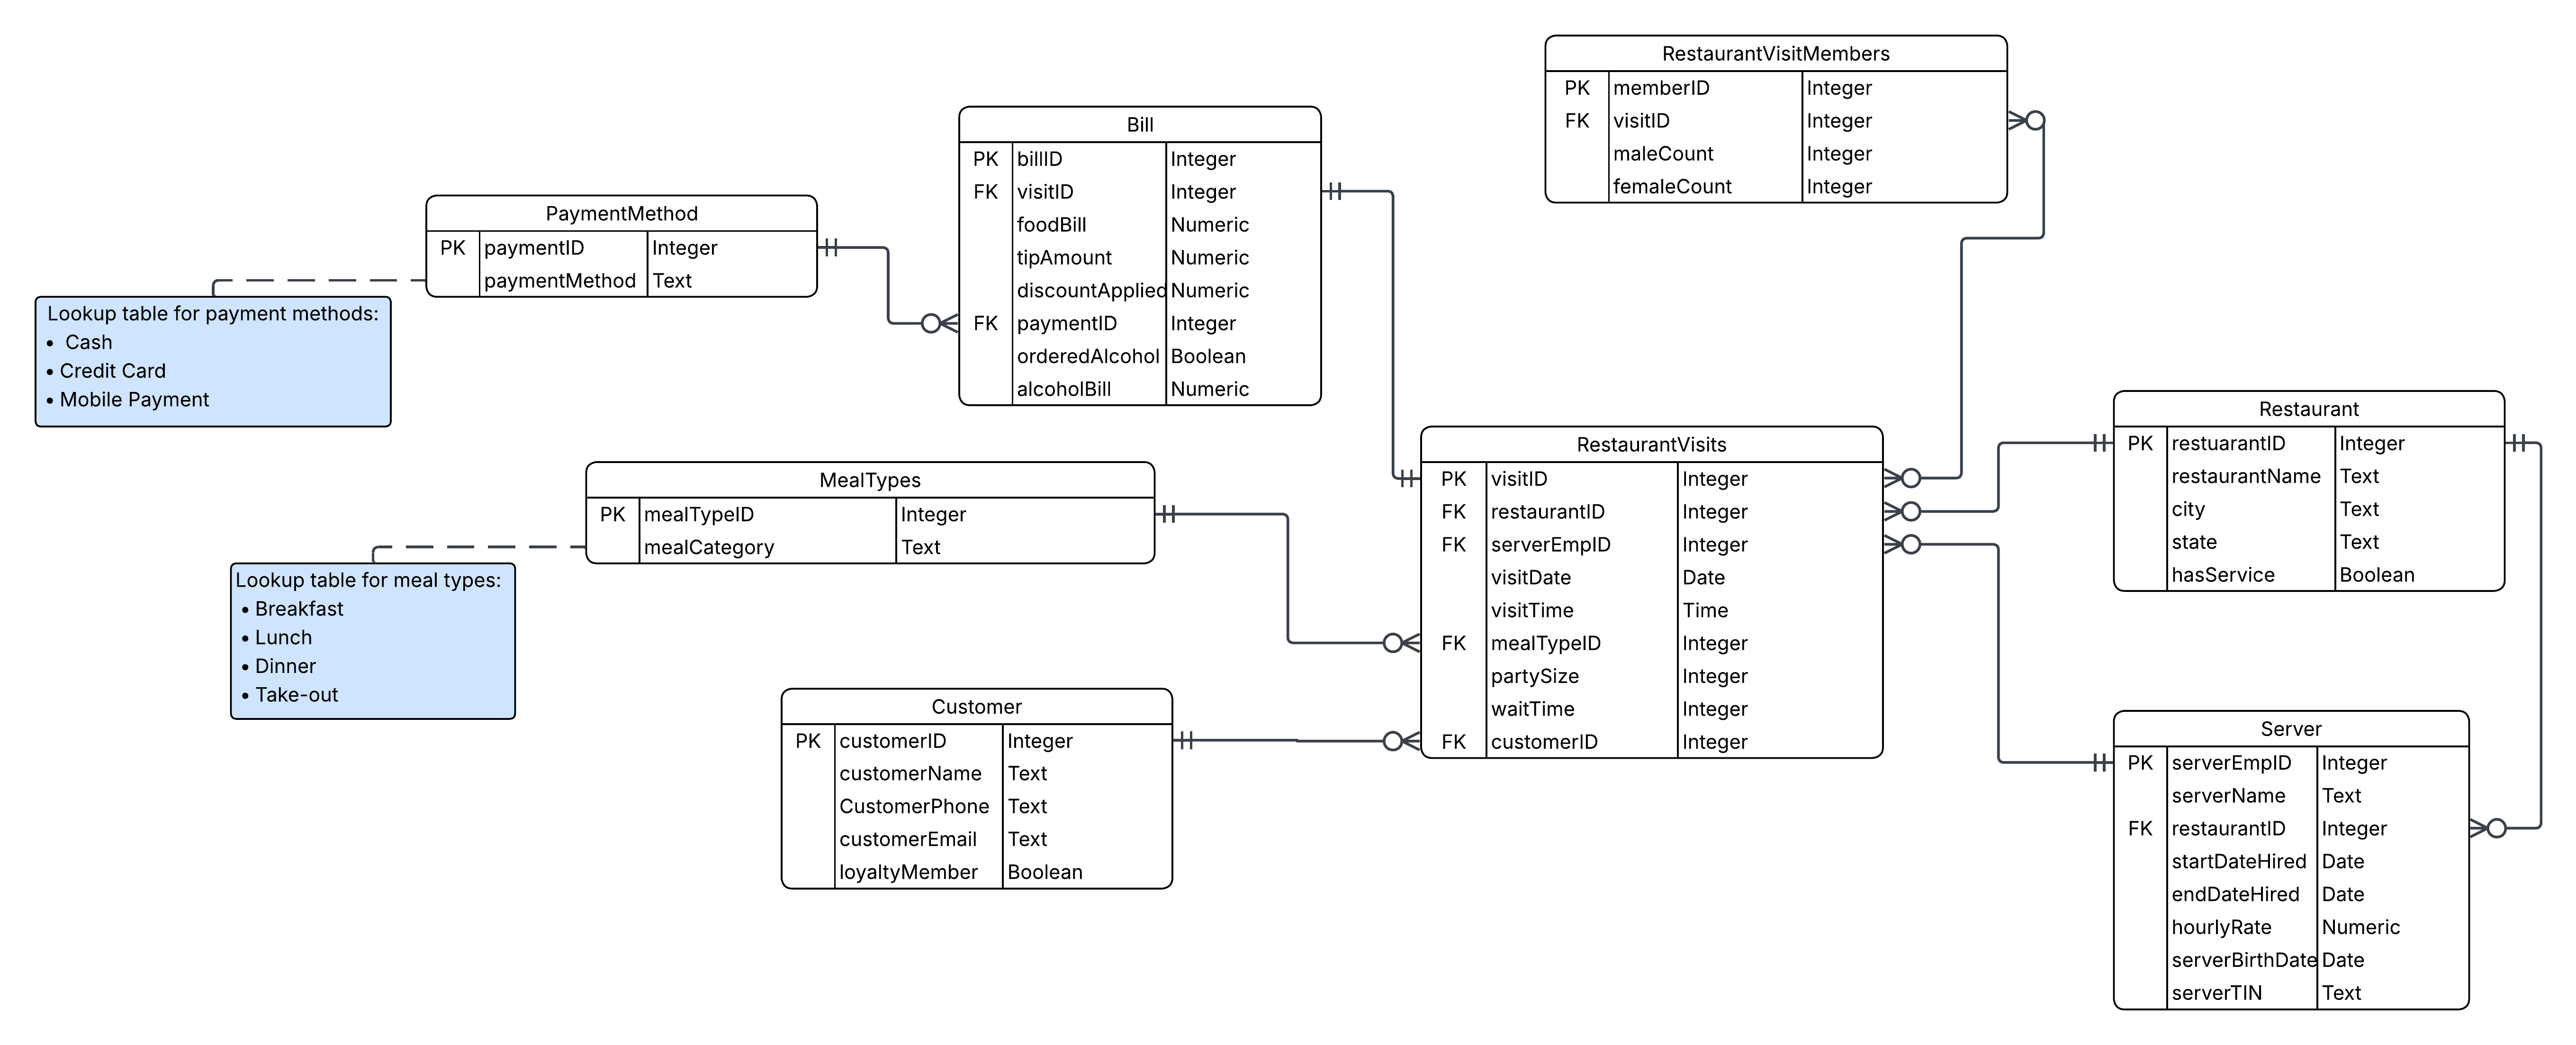 RestaurantVisitMembers
PK memberID Integer
FK visitID Integer
maleCount Integer
femaleCount Integer
Bill
PK billID Integer
FK visitID Integer
foodBill Numeric
tipAmount Numeric
discountApplied Numeric
FK paymentID Integer
orderedAlcohol Boolean
alcoholBill Numeric
PaymentMethod
PK paymentID Integer
paymentMethod Text
Lookup table for payment methods:
• Cash
• Credit Card
• Mobile Payment
MealTypes
PK mealTypeID Integer
mealCategory Text
Lookup table for meal types:
• Breakfast
• Lunch
• Dinner
• Take-out
Customer
PK customerID Integer
customerName Text
CustomerPhone Text
customerEmail Text
loyaltyMember Boolean
RestaurantVisits
PK visitID Integer
FK restaurantID Integer
FK serverEmpID Integer
visitDate Date
visitTime Time
FK mealTypeID Integer
partySize Integer
waitTime Integer
FK customerID Integer
Restaurant
PK restuarantID Integer
restaurantName Text
city Text
state Text
hasService Boolean
Server
PK serverEmpID Integer
serverName Text
FK restaurantID Integer
startDateHired Date
endDateHired Date
hourlyRate Numeric
serverBirthDate Date
serverTIN Text